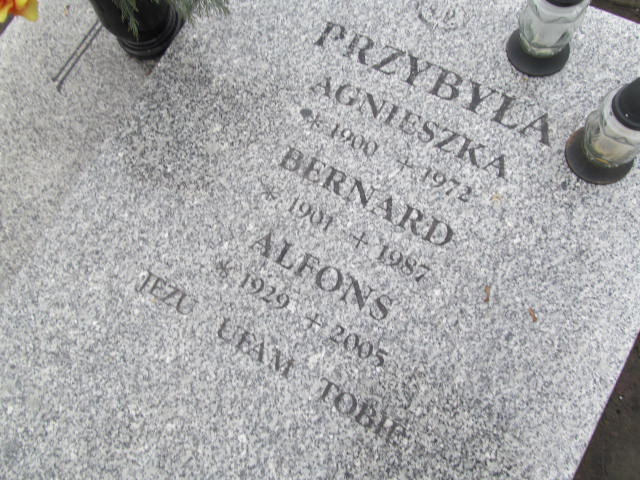 PRZYBYŁA
AGNIESZKA
* 1900 + 1972
BERNARD
* 1901 + 1987
ALFONS
* 1929 + 2005
JEZU UFAM TOBIE